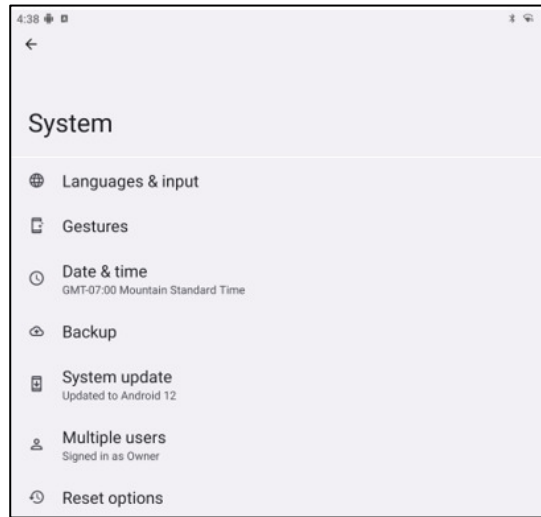 4:38
System
Languages & input
Gestures
Date & time
GMT-07:00 Mountain Standard Time
Backup
System update
Updated to Android 12
Multiple users
Signed in as Owner
Reset options